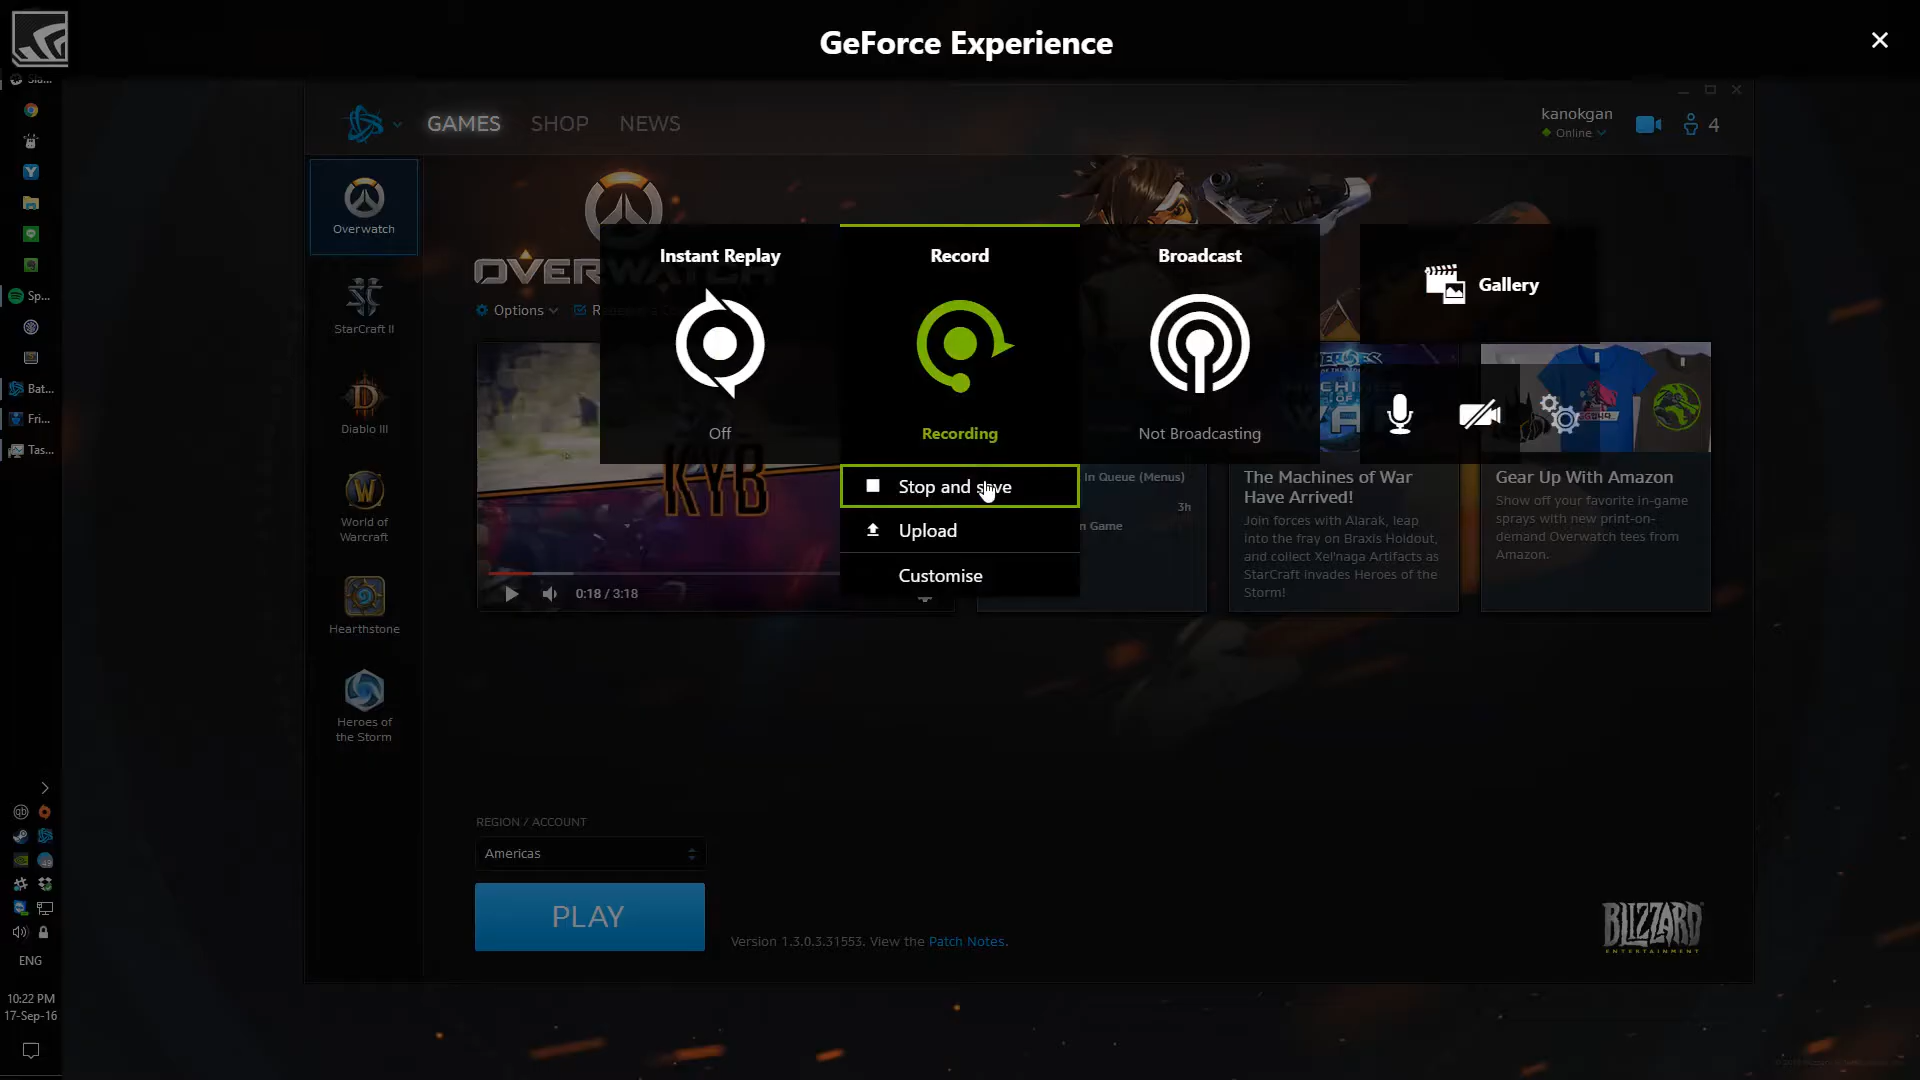 GeForce Experience
GAMES
SHOP
NEWS
kanokgan
Online
4
Sp...
Bat...
Fri...
Tas...
ENG
10:22 PM
17-Sep-16
Overwatch
StarCraft II
Diablo III
World of
Warcraft
Hearthstone
Heroes of
the Storm
Options
Instant Replay
Off
Record
Recording
Stop and save
Upload
Customise
Broadcast
Not Broadcasting
Gallery
KYB
0:18 / 3:18
In Queue (Menus)
3h
n Game
The Machines of War
Have Arrived!
Join forces with Alarak, leap
into the fray on Braxis Holdout,
and collect Xel'naga Artifacts as
StarCraft invades Heroes of the
Storm!
Gear Up With Amazon
Show off your favorite in-game
sprays with new print-on-
demand Overwatch tees from
Amazon.
REGION / ACCOUNT
Americas
PLAY
Version 1.3.0.3.31553. View the Patch Notes.
BLIZZARD
ENTERTAINMENT